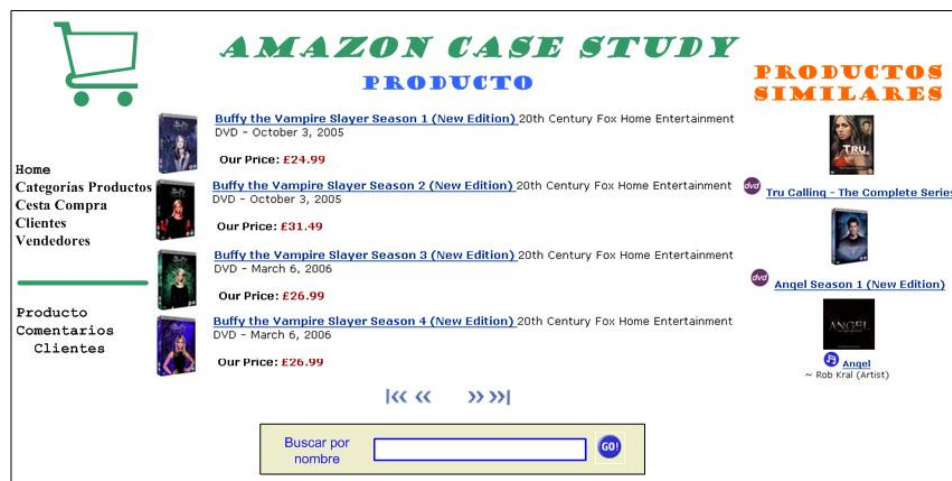 AMAZON CASE STUDY
PRODUCTO
Home
Categorías Productos
Cesta Compra
Clientes
Vendedores
Producto
Comentarios
Clientes
Buffy the Vampire Slayer Season 1 (New Edition) 20th Century Fox Home Entertainment
DVD - October 3, 2005
Our Price: £24.99
Buffy the Vampire Slayer Season 2 (New Edition) 20th Century Fox Home Entertainment
DVD - October 3, 2005
Our Price: £31.49
Buffy the Vampire Slayer Season 3 (New Edition) 20th Century Fox Home Entertainment
DVD - March 6, 2006
Our Price: £26.99
Buffy the Vampire Slayer Season 4 (New Edition) 20th Century Fox Home Entertainment
DVD - March 6, 2006
Our Price: £26.99
PRODUCTOS
SIMILARES
TRU
dvd Tru Calling - The Complete Series
dvd Angel Season 1 (New Edition)
ANGEL
Angel
~ Rob Kral (Artist)
Buscar por
nombre
GO!